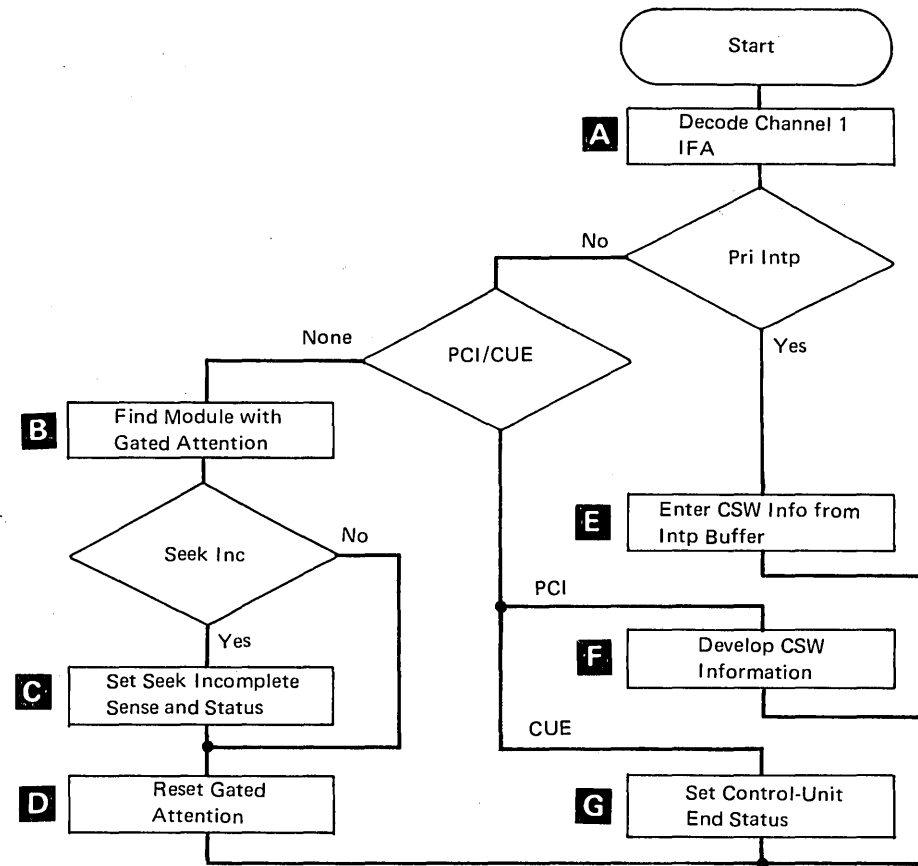 Start
A
Decode Channel 1
IFA
Pri Intp
No
Yes
PCI/CUE
None
B
Find Module with
Gated Attention
Seek Inc
No
Yes
E
Enter CSW Info from
Intp Buffer
PCI
F
Develop CSW
Information
C
Set Seek Incomplete
Sense and Status
CUE
D
Reset Gated
Attention
G
Set Control-Unit
End Status